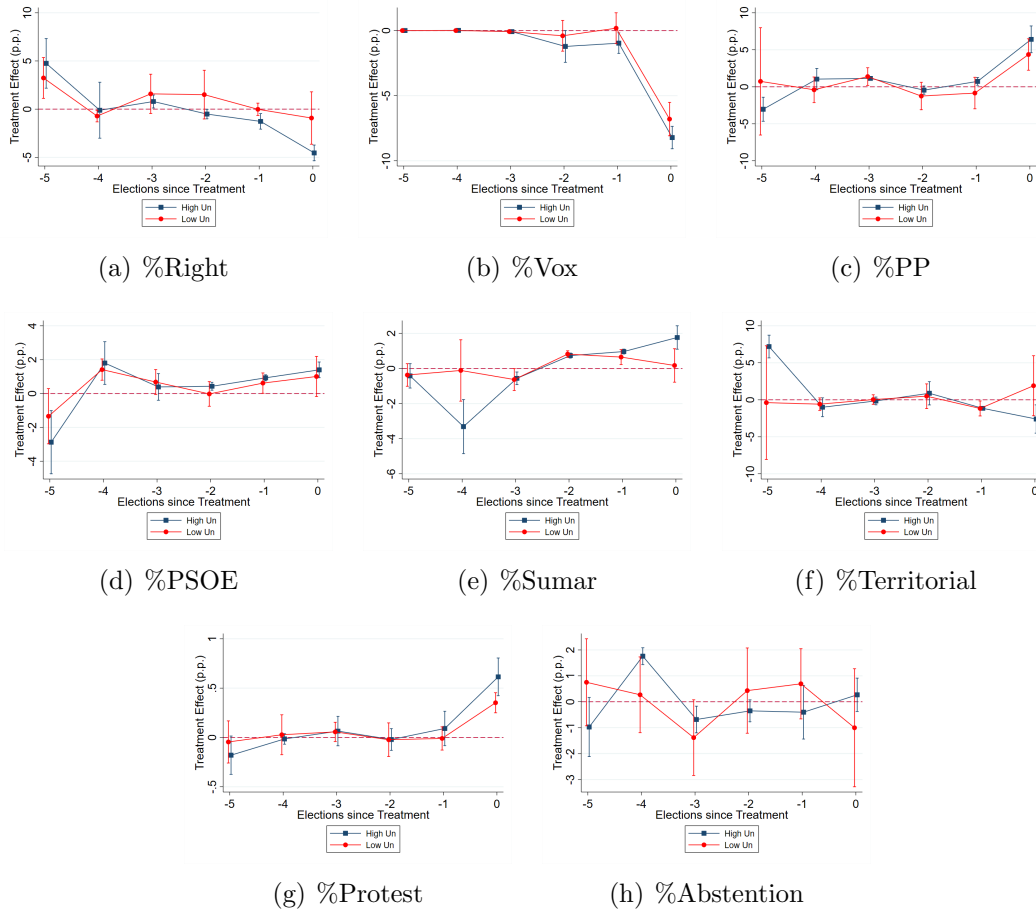 Treatment Effect (p.p.)
10
5
0
-5
-5
-4
-3
-2
-1
0
Elections since Treatment
High Un
Low Un
(a) %Right
Treatment Effect (p.p.)
0
-5
-10
-5
-4
-3
-2
-1
0
Elections since Treatment
High Un
Low Un
(b) %Vox
Treatment Effect (p.p.)
10
5
0
-5
-5
-4
-3
-2
-1
0
Elections since Treatment
High Un
Low Un
(c) %PP
Treatment Effect (p.p.)
4
2
0
-2
-4
-5
-4
-3
-2
-1
0
Elections since Treatment
High Un
Low Un
(d) %PSOE
Treatment Effect (p.p.)
2
0
-2
-4
-6
-5
-4
-3
-2
-1
0
Elections since Treatment
High Un
Low Un
(e) %Sumar
Treatment Effect (p.p.)
10
5
0
-5
-10
-5
-4
-3
-2
-1
0
Elections since Treatment
High Un
Low Un
(f) %Territorial
Treatment Effect (p.p.)
1
.5
0
-.5
-5
-4
-3
-2
-1
0
Elections since Treatment
High Un
Low Un
(g) %Protest
Treatment Effect (p.p.)
2
1
0
-1
-2
-3
-5
-4
-3
-2
-1
0
Elections since Treatment
High Un
Low Un
(h) %Abstention